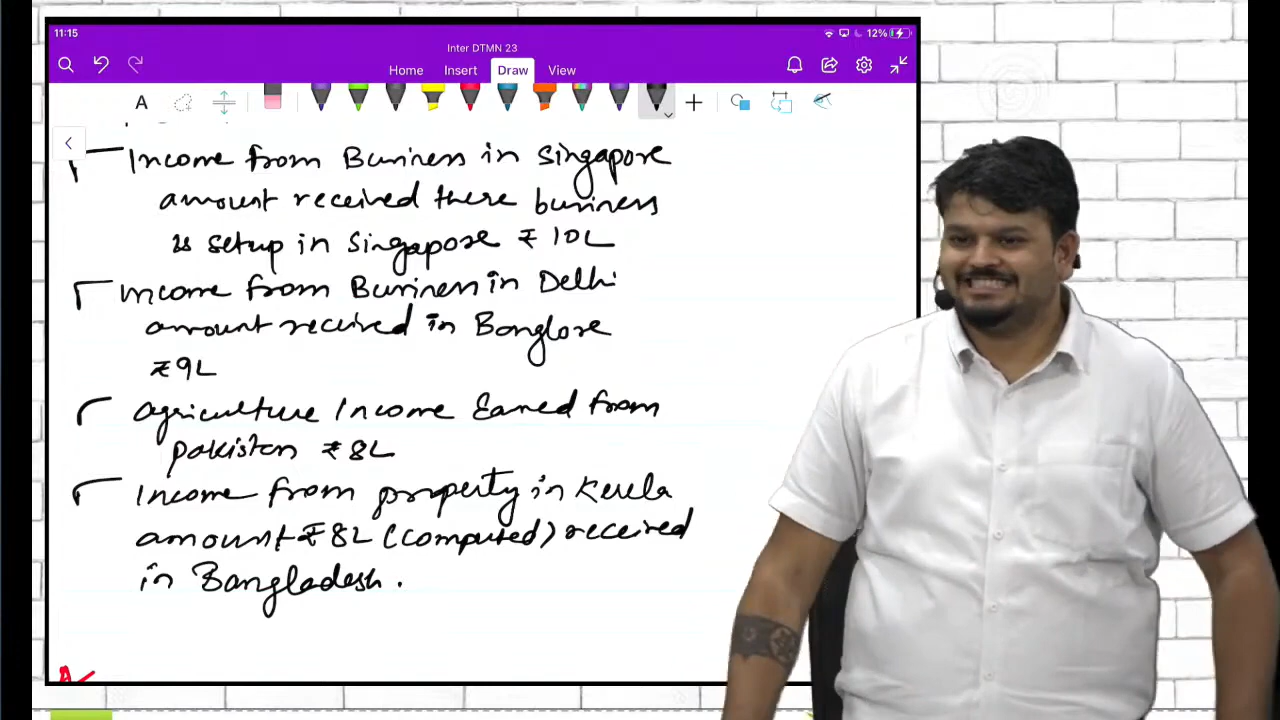 11:15
12%
Inter DTMN 23
Home Insert Draw View
A
Income from Business in Singapore
amount received there business
is setup in Singapore ₹ 10L
Income from Business in Delhi
amount received in Banglore
₹9L
Agriculture Income Earned from
pakistan ₹8L
Income from property in Kerela
amount ₹8L (computed) received
in Bangladesh.